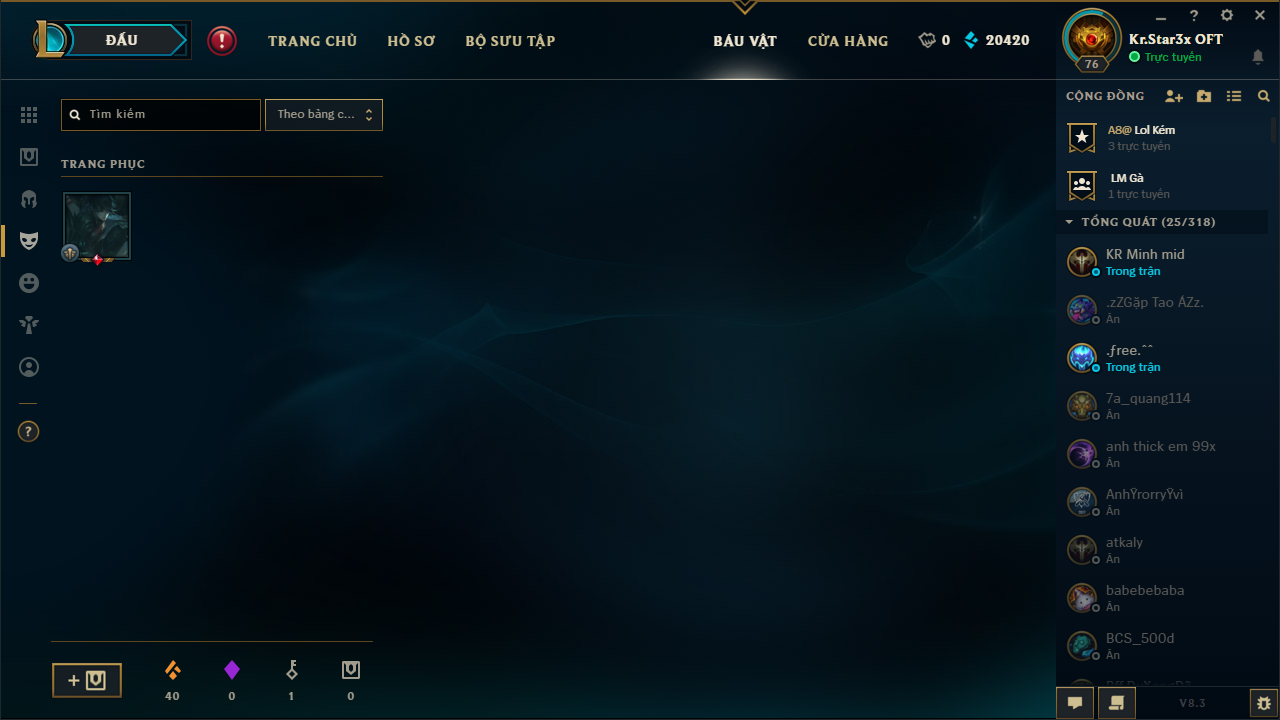 ĐẤU
TRANG CHỦ
HỒ SƠ
BỘ SƯU TẬP
BÁU VẬT
CỬA HÀNG
0
20420
76
Kr.Star3x OFT
Trực tuyến
Tìm kiếm
Theo bảng c...
TRANG PHỤC
?
40
0
1
0
CỘNG ĐỒNG
A8@ Lol Kém
3 trực tuyến
LM Gà
1 trực tuyến
TỔNG QUÁT (25/318)
KR Minh mid
Trong trận
.zZGặp Tao ÁZz.
Ẩn
.ƒree.ˆˆ
Trong trận
7a_quang114
Ẩn
anh thick em 99x
Ẩn
AnhŸrorryŸvì
Ẩn
atkaly
Ẩn
babebebaba
Ẩn
BCS_500d
Ẩn
V8.3